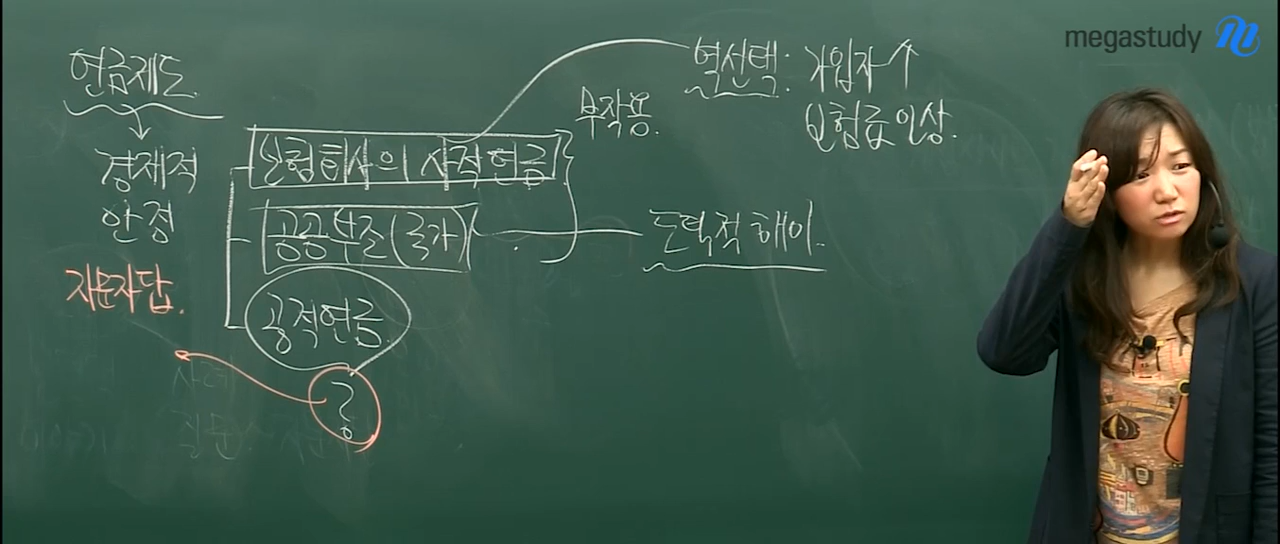 megastudy
연금제도
경제적
안정
자문자답.
보험회사의 사적연금
공공부조(국가)
공적연금
?
부작용.
역선택: 가입자↑
보험료 인상.
도덕적 해이.